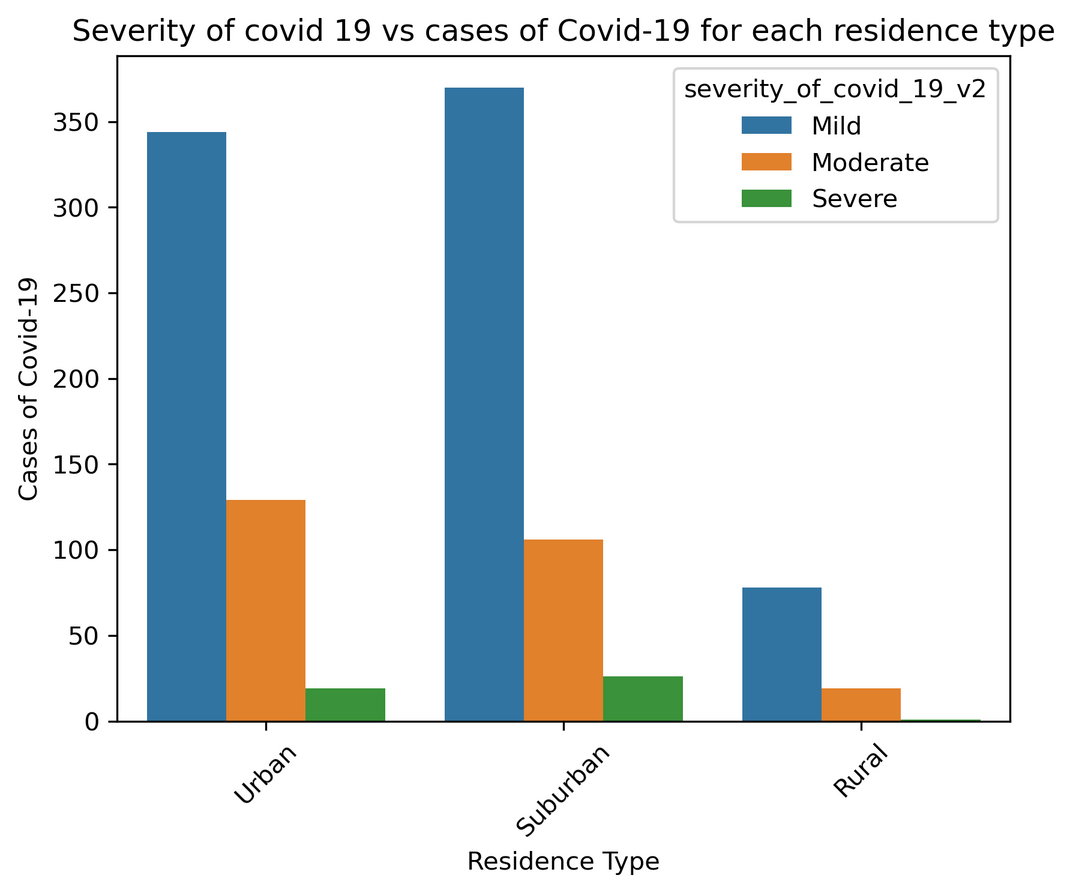 Severity of covid 19 vs cases of Covid-19 for each residence type
severity_of_covid_19_v2
Mild
Moderate
Severe
Cases of Covid-19
350
300
250
200
150
100
50
0
Urban
Suburban
Rural
Residence Type